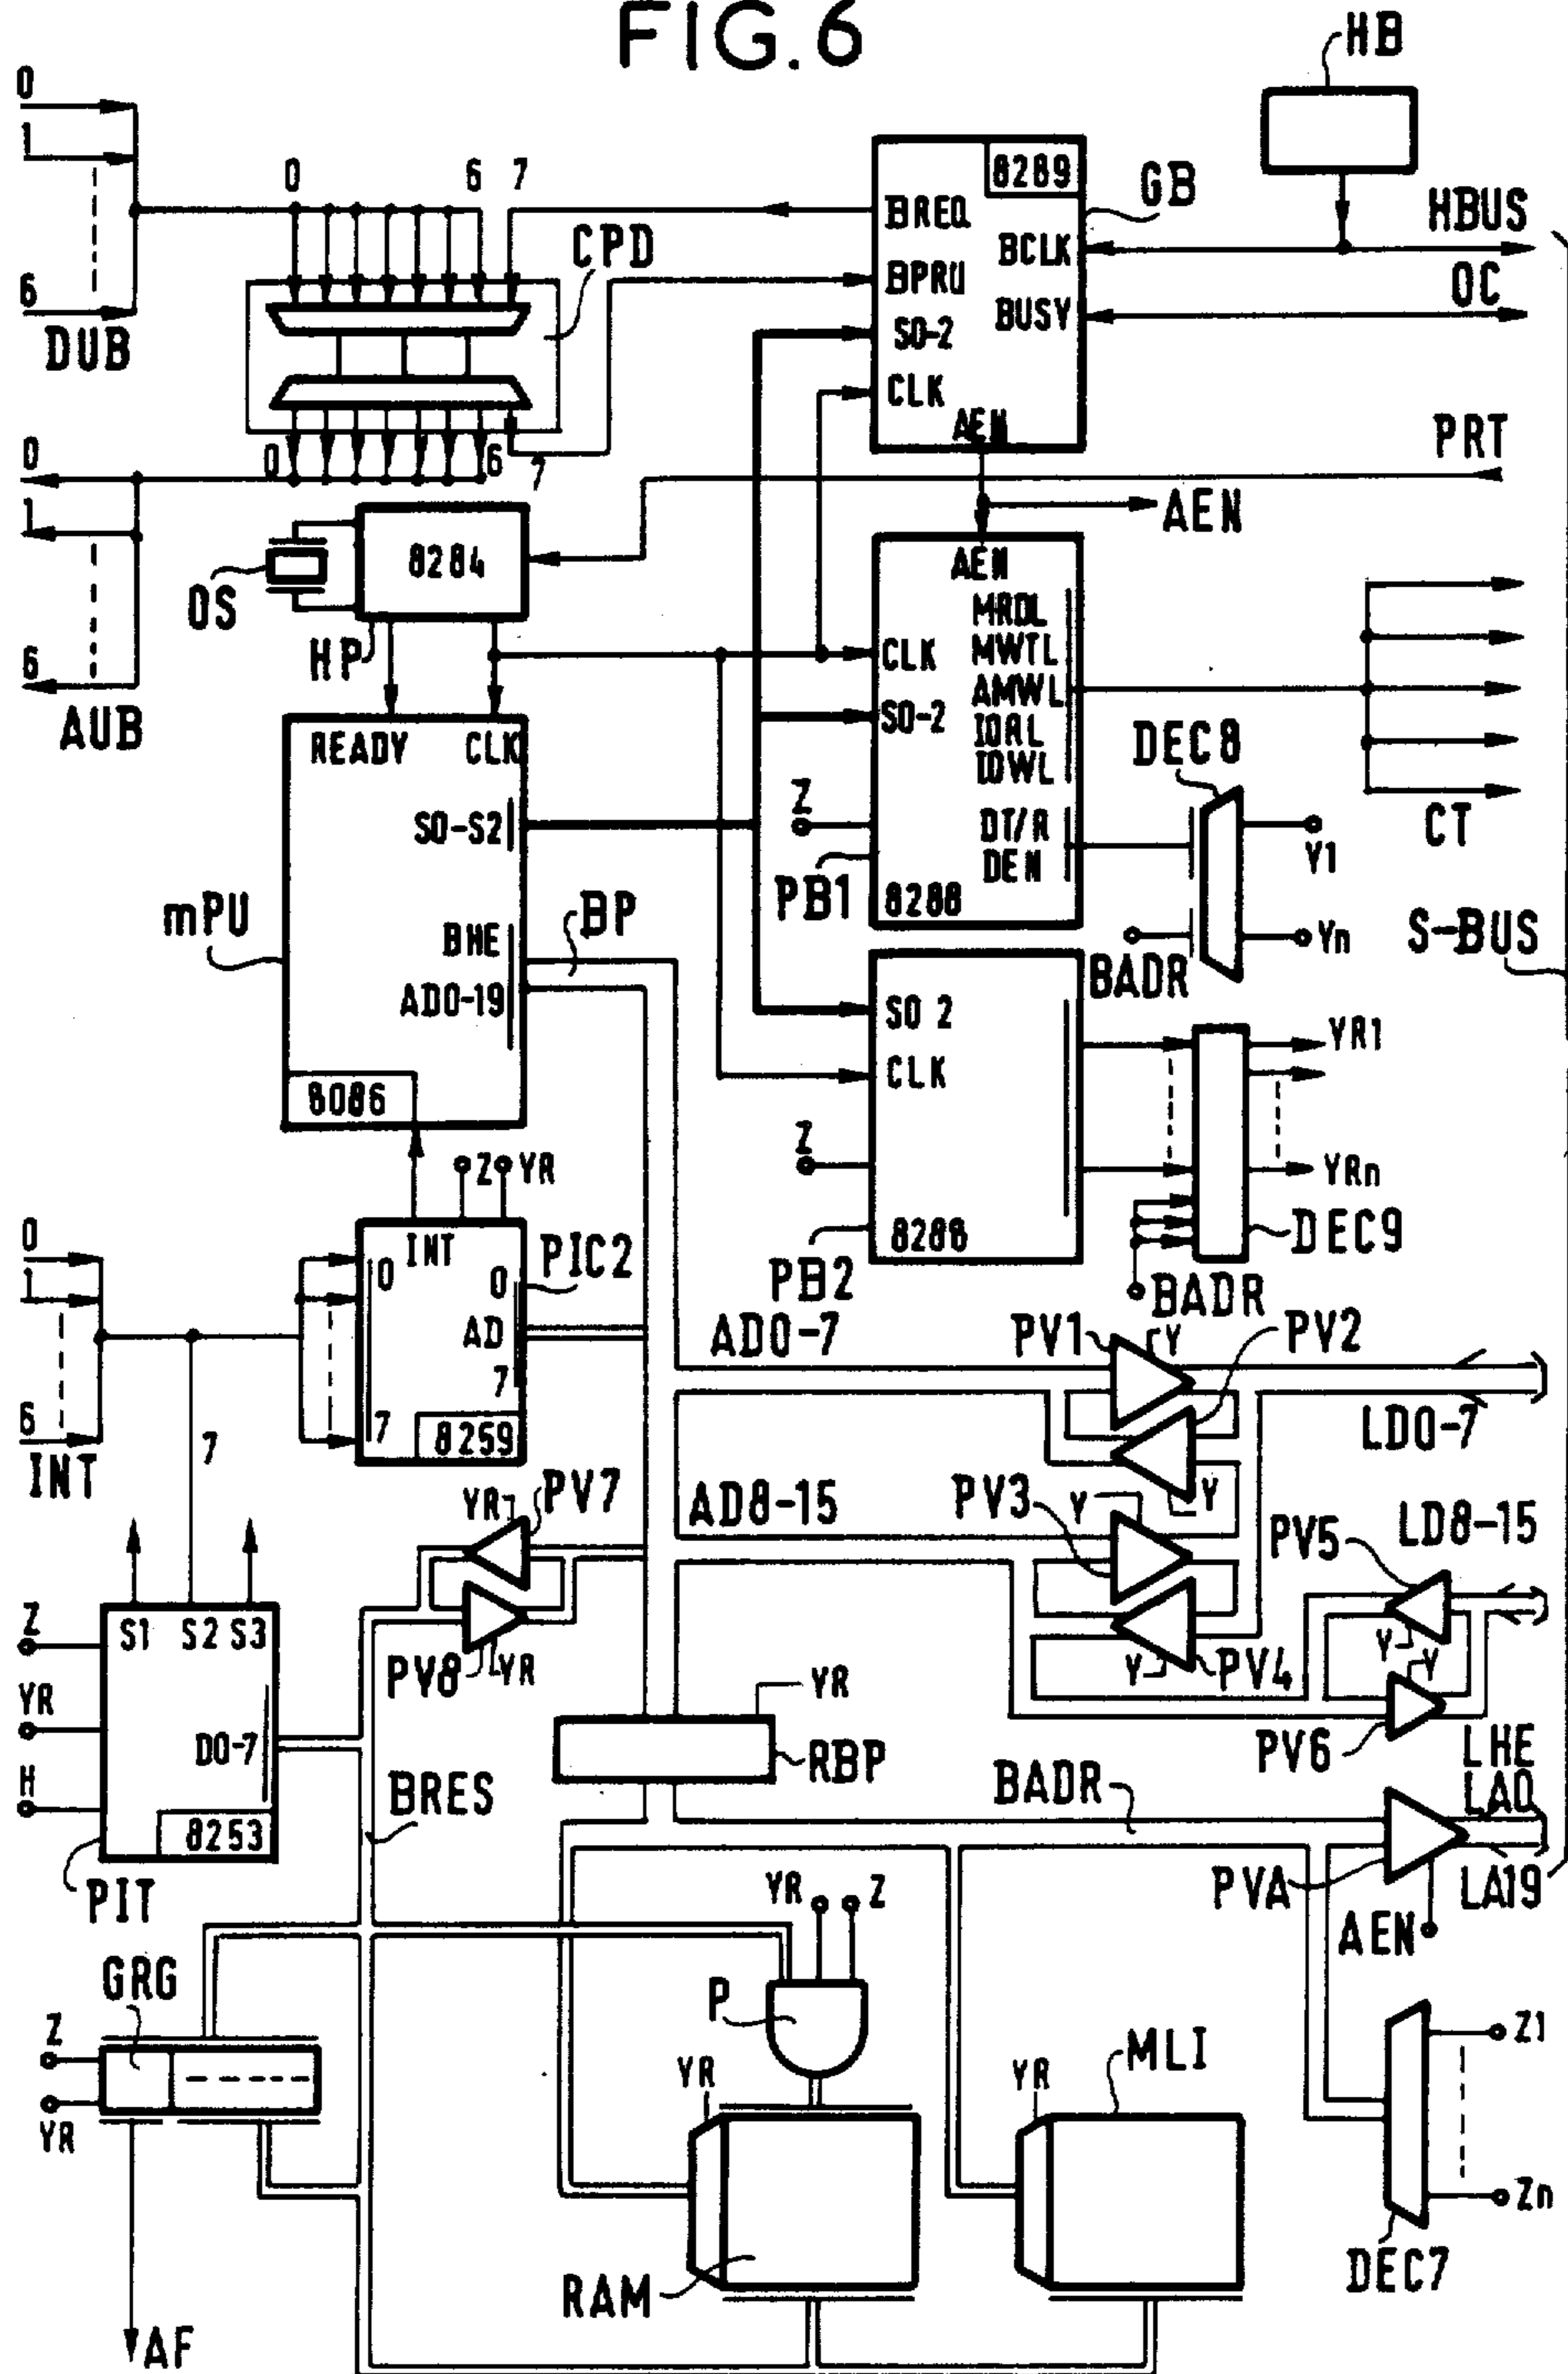 FIG.6
HB
0
1
6
DUB
0
6
7
CPD
8289
GB
BREQ
BPRU
S0-2
CLK
BCLK
BUSY
AEN
HBUS
OC
PRT
0
1
6
AUB
0
6
7
OS
8284
HP
AEN
READY
CLK
S0-S2
BHE
AD0-19
8086
mPU
BP
AEN
MRDL
MWTL
AMWL
IORL
IOWL
CLK
S0-2
DT/R
DEN
Z
PB1
8288
DEC8
Y1
Yn
BADR
CT
S-BUS
S0 2
CLK
Z
PB2
8288
YR1
YRn
DEC9
BADR
0
1
6
INT
7
Z
YR
INT
0
7
0
AD
7
8259
PIC2
AD0-7
PV1
Y
PV2
Y
LD0-7
AD8-15
PV3
Y
Y
PV4
PV5
Y
LD8-15
Y
PV6
YR
PV7
PV8
YR
S1
S2
S3
Z
YR
H
D0-7
8253
PIT
BRES
YR
RBP
BADR
LHE
LA0
LA19
PVA
AEN
YR
Z
P
GRG
Z
YR
AF
YR
RAM
YR
MLI
Z1
Zn
DEC7